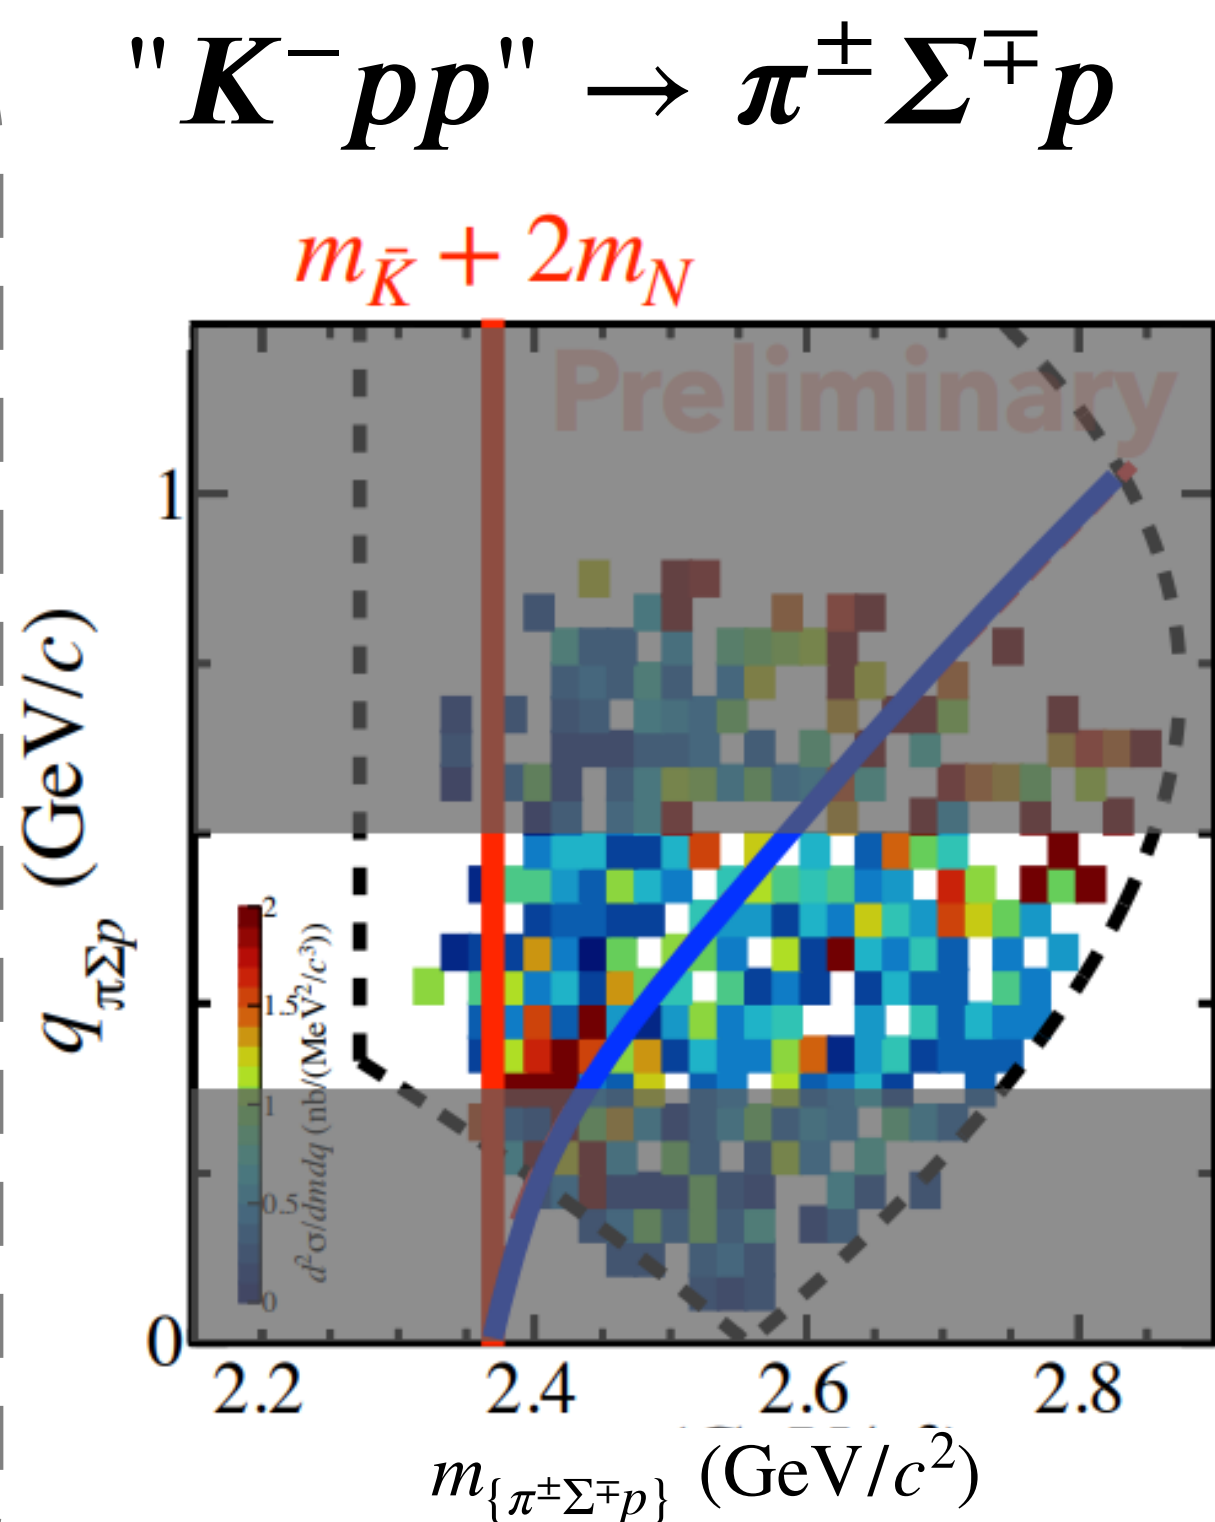 "K⁻pp" → π±Σ∓p
m_K̄ + 2m_N
Preliminary
1
q_πΣp (GeV/c)
2
1.5
1
0.5
0
d²σ/dmdq (nb/(MeV²/c³))
0
2.2 2.4 2.6 2.8
m_{π±Σ∓p} (GeV/c²)